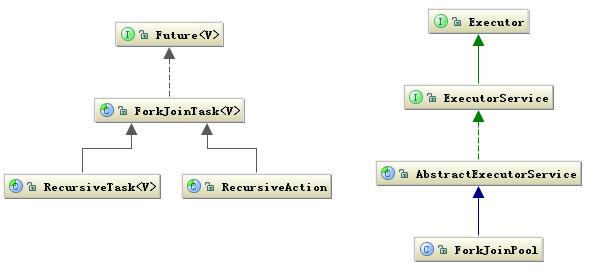 Future<V>
ForkJoinTask<V>
RecursiveTask<V>
RecursiveAction
Executor
ExecutorService
AbstractExecutorService
ForkJoinPool